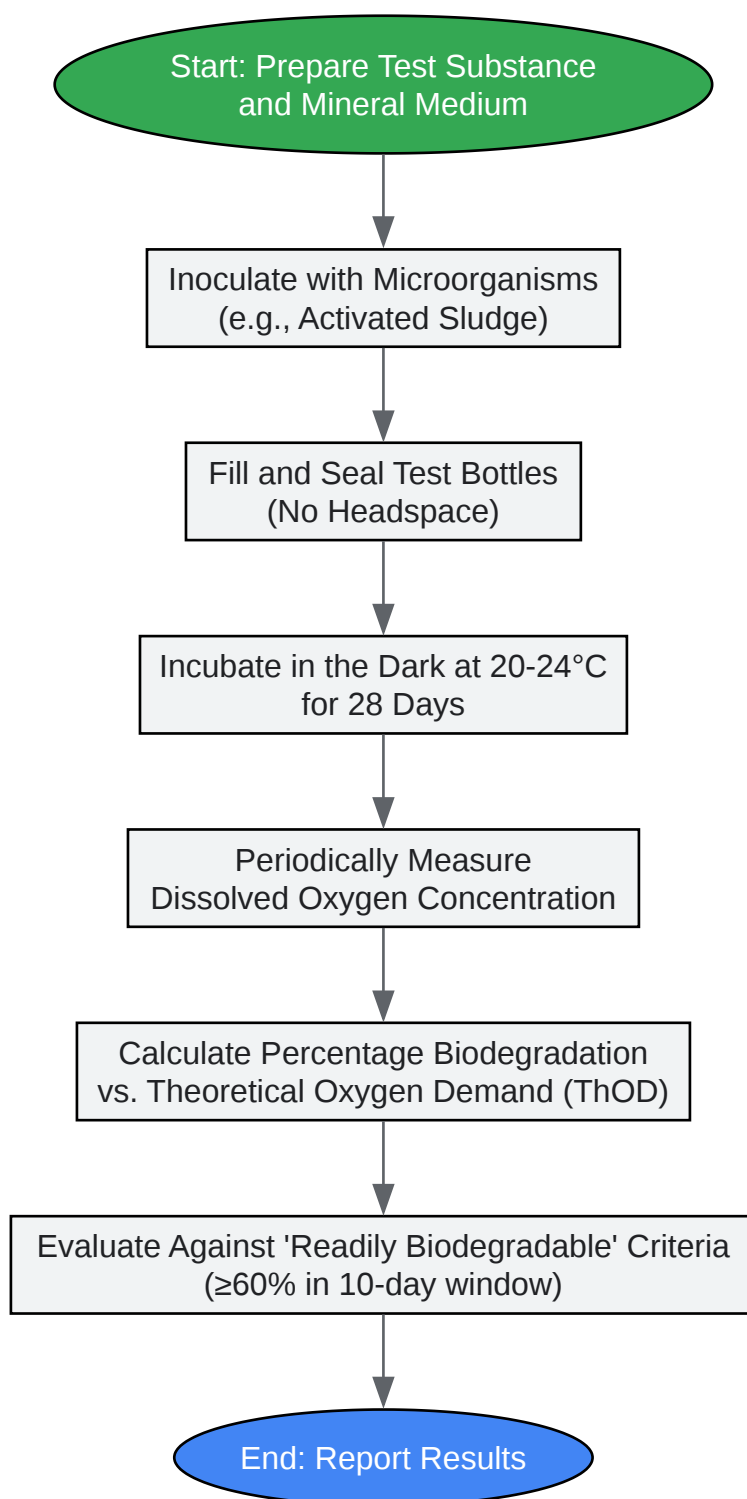 Start: Prepare Test Substance
and Mineral Medium
Inoculate with Microorganisms
(e.g., Activated Sludge)
Fill and Seal Test Bottles
(No Headspace)
Incubate in the Dark at 20-24°C
for 28 Days
Periodically Measure
Dissolved Oxygen Concentration
Calculate Percentage Biodegradation
vs. Theoretical Oxygen Demand (ThOD)
Evaluate Against 'Readily Biodegradable' Criteria
(≥60% in 10-day window)
End: Report Results